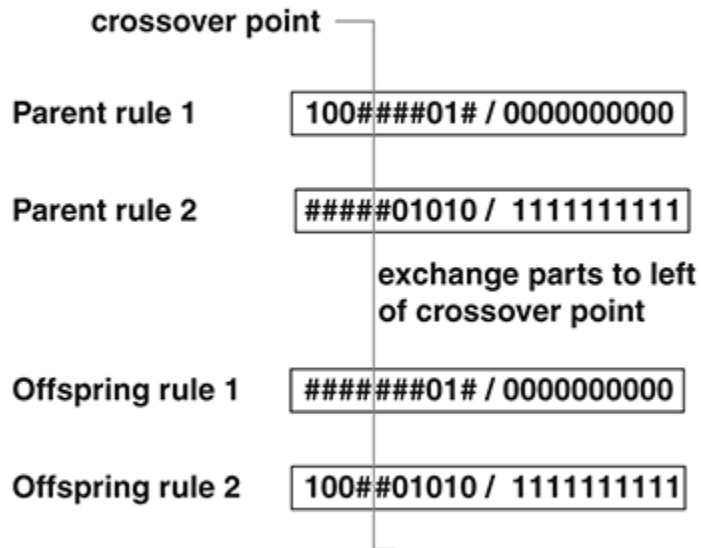 crossover point
Parent rule 1 100####01# / 0000000000
Parent rule 2 #####01010 / 1111111111
exchange parts to left
of crossover point
Offspring rule 1 #######01# / 0000000000
Offspring rule 2 100##01010 / 1111111111